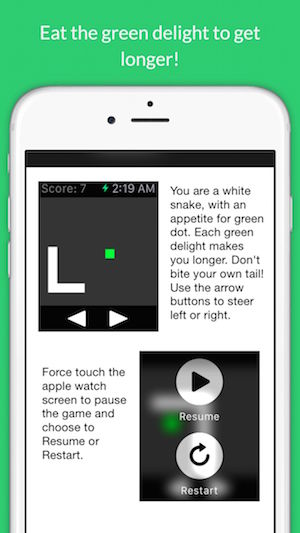 Eat the green delight to get
longer!
Score: 7 2:19 AM
You are a white
snake, with an
appetite for green
dot. Each green
delight makes
you longer. Don't
bite your own tail!
Use the arrow
buttons to steer
left or right.
Force touch the
apple watch
screen to pause
the game and
choose to
Resume or
Restart.
Resume
Restart